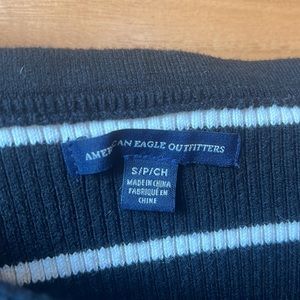 AMERICAN EAGLE OUTFITTERS
S/P/CH
MADE IN CHINA
FABRIQUÉ EN
CHINE